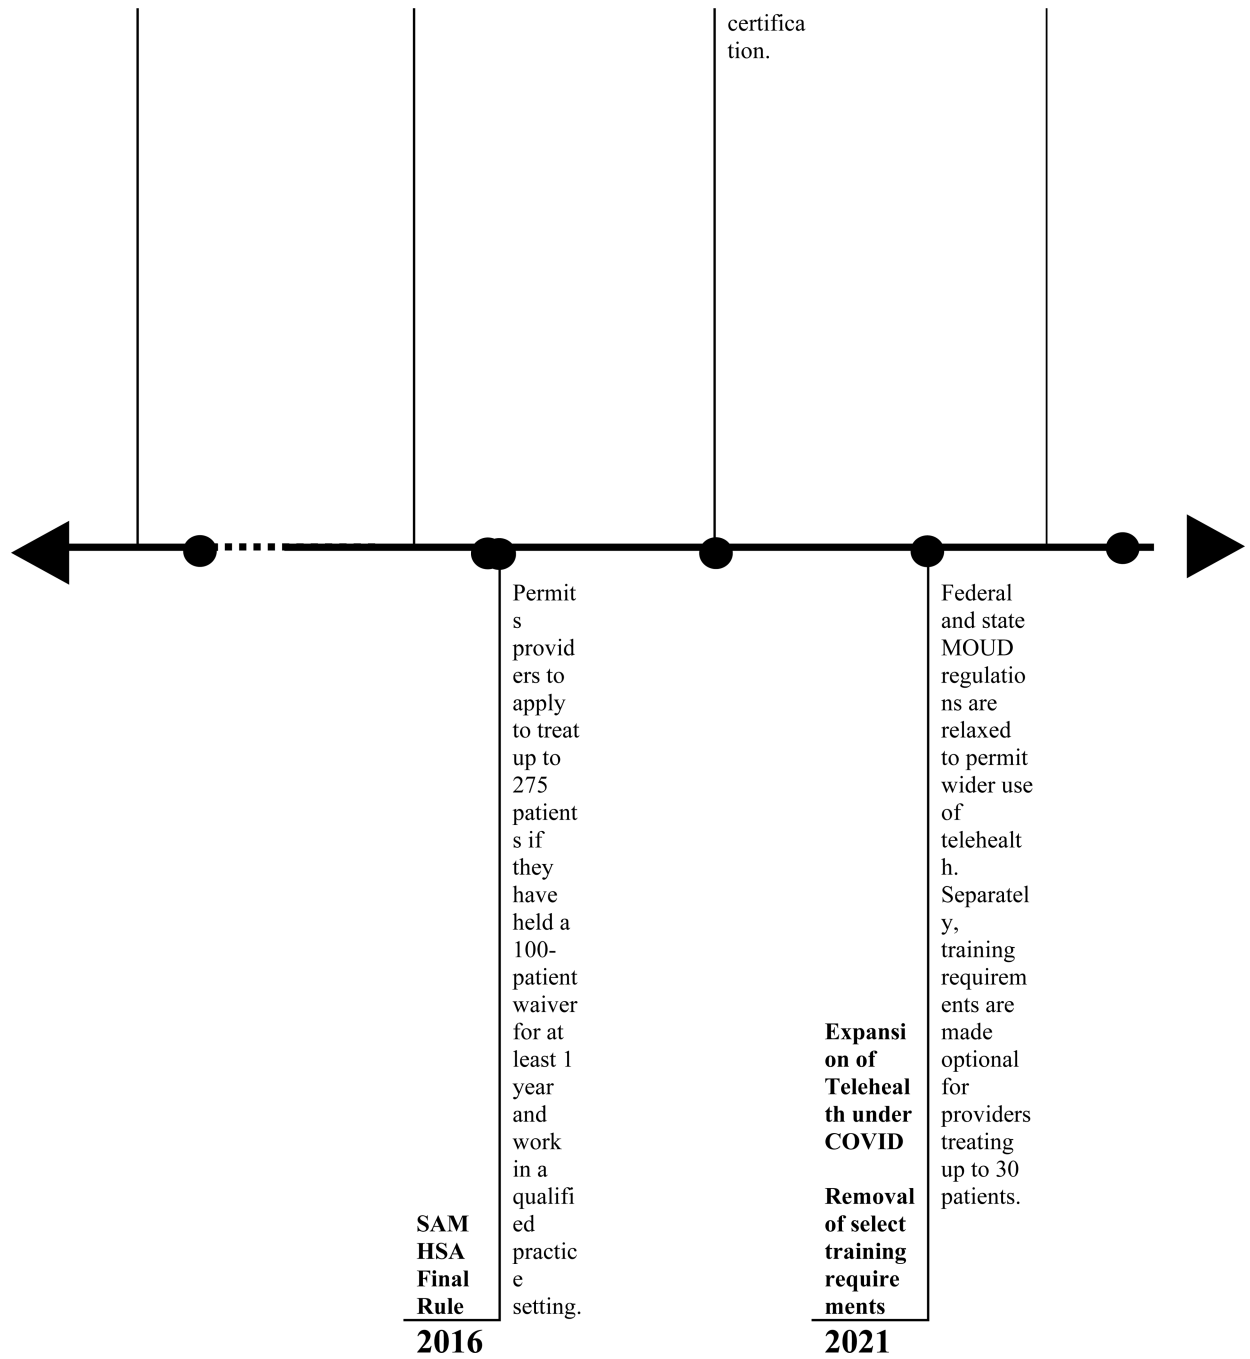 certifica
tion.
Permit
s
provid
ers to
apply
to treat
up to
275
patient
s if
they
have
held a
100-
patient
waiver
for at
least 1
year
and
work
in a
qualifi
ed
practic
e
setting.
SAM
HSA
Final
Rule
2016
Federal
and state
MOUD
regulatio
ns are
relaxed
to permit
wider use
of
telehealt
h.
Separatel
y,
training
requirem
ents are
made
optional
for
providers
treating
up to 30
patients.
Expansi
on of
Teleheal
th under
COVID
Removal
of select
training
require
ments
2021